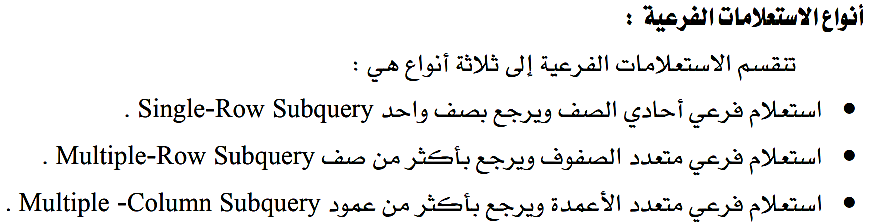 أنواع الاستعلامات الفرعية :
تنقسم الاستعلامات الفرعية إلى ثلاثة أنواع هي :
• استعلام فرعي أحادي الصف ويرجع بصف واحد Single-Row Subquery .
• استعلام فرعي متعدد الصفوف ويرجع بأكثر من صف Multiple-Row Subquery .
• استعلام فرعي متعدد الأعمدة ويرجع بأكثر من عمود Multiple -Column Subquery .